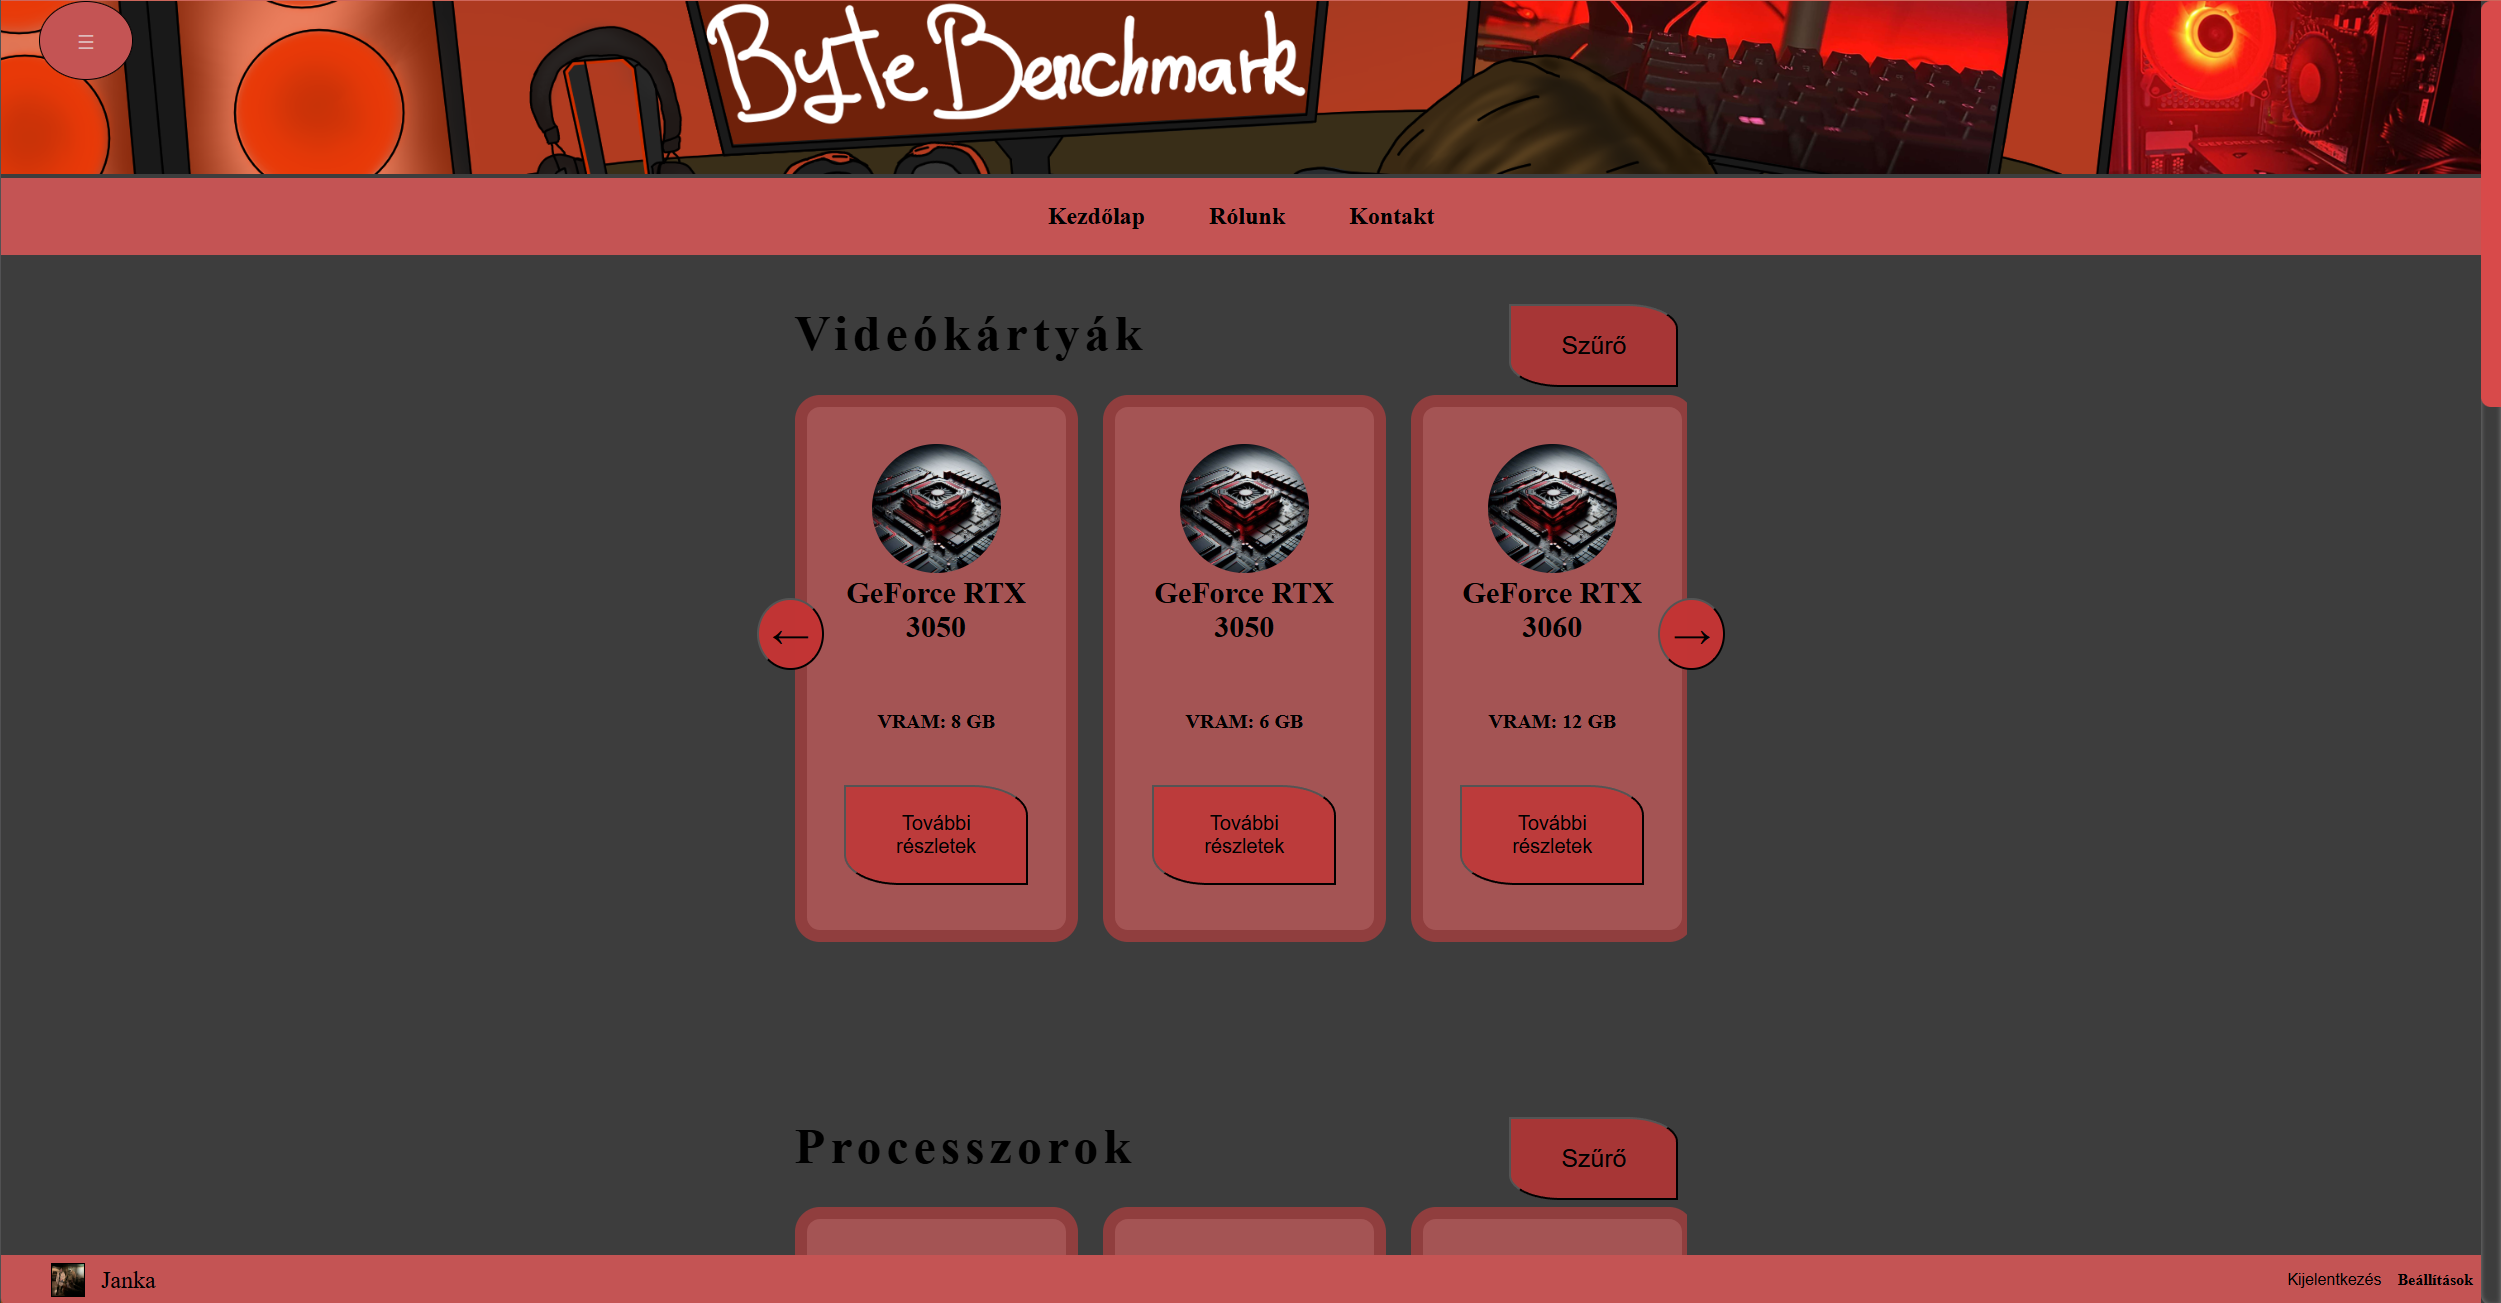 ☰
Byte Benchmark
Kezdőlap Rólunk Kontakt
Videókártyák
Szűrő
GeForce RTX
3050
VRAM: 8 GB
További
részletek
GeForce RTX
3050
VRAM: 6 GB
További
részletek
GeForce RTX
3060
VRAM: 12 GB
További
részletek
←
→
Processzorok
Szűrő
Janka
Kijelentkezés Beállítások